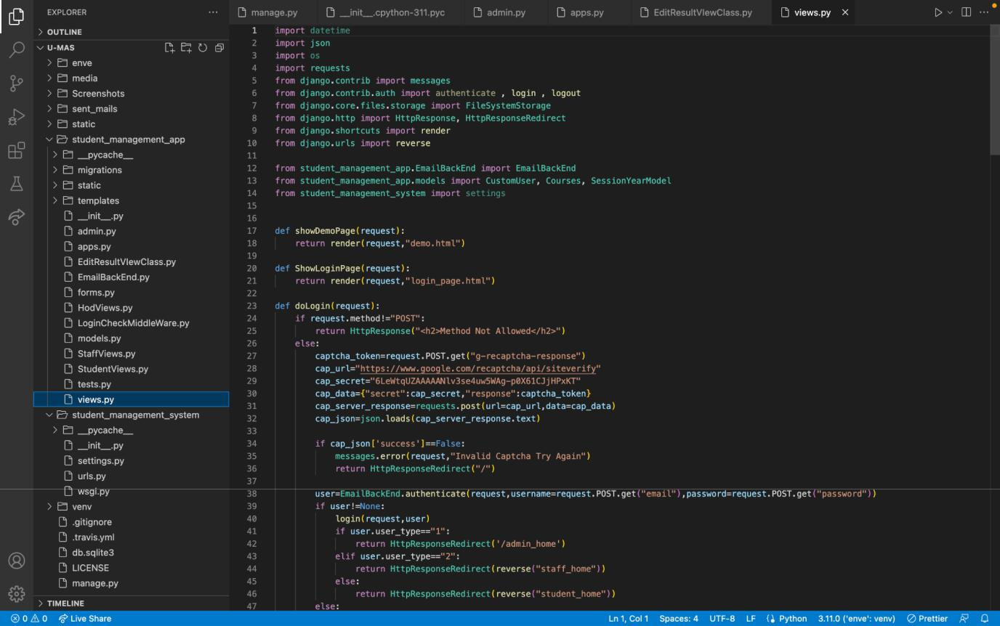 EXPLORER
OUTLINE
U-MAS
enve
media
Screenshots
sent_mails
static
student_management_app
__pycache__
migrations
static
templates
__init__.py
admin.py
apps.py
EditResultVIewClass.py
EmailBackEnd.py
forms.py
HodViews.py
LoginCheckMiddleWare.py
models.py
StaffViews.py
StudentViews.py
tests.py
views.py
student_management_system
__pycache__
__init__.py
settings.py
urls.py
wsgi.py
venv
.gitignore
.travis.yml
db.sqlite3
LICENSE
manage.py
TIMELINE
manage.py __init__.cpython-311.pyc admin.py apps.py EditResultVIewClass.py views.py
1 import datetime
2 import json
3 import os
4 import requests
5 from django.contrib import messages
6 from django.contrib.auth import authenticate , login , logout
7 from django.core.files.storage import FileSystemStorage
8 from django.http import HttpResponse, HttpResponseRedirect
9 from django.shortcuts import render
10 from django.urls import reverse
11
12 from student_management_app.EmailBackEnd import EmailBackEnd
13 from student_management_app.models import CustomUser, Courses, SessionYearModel
14 from student_management_system import settings
15
16
17 def showDemoPage(request):
18 return render(request,"demo.html")
19
20 def ShowLoginPage(request):
21 return render(request,"login_page.html")
22
23 def doLogin(request):
24 if request.method!="POST":
25 return HttpResponse("<h2>Method Not Allowed</h2>")
26 else:
27 captcha_token=request.POST.get("g-recaptcha-response")
28 cap_url="https://www.google.com/recaptcha/api/siteverify"
29 cap_secret="6LeWtqUZAAAAANlv3se4uw5WAg-p0X61CJjHPxKT"
30 cap_data={"secret":cap_secret,"response":captcha_token}
31 cap_server_response=requests.post(url=cap_url,data=cap_data)
32 cap_json=json.loads(cap_server_response.text)
33
34 if cap_json['success']==False:
35 messages.error(request,"Invalid Captcha Try Again")
36 return HttpResponseRedirect("/")
37
38 user=EmailBackEnd.authenticate(request,username=request.POST.get("email"),password=request.POST.get("password"))
39 if user!=None:
40 login(request,user)
41 if user.user_type=="1":
42 return HttpResponseRedirect('/admin_home')
43 elif user.user_type=="2":
44 return HttpResponseRedirect(reverse("staff_home"))
45 else:
46 return HttpResponseRedirect(reverse("student_home"))
47 else:
0 0 Live Share Ln 1, Col 1 Spaces: 4 UTF-8 LF Python 3.11.0 ('enve': venv) Prettier